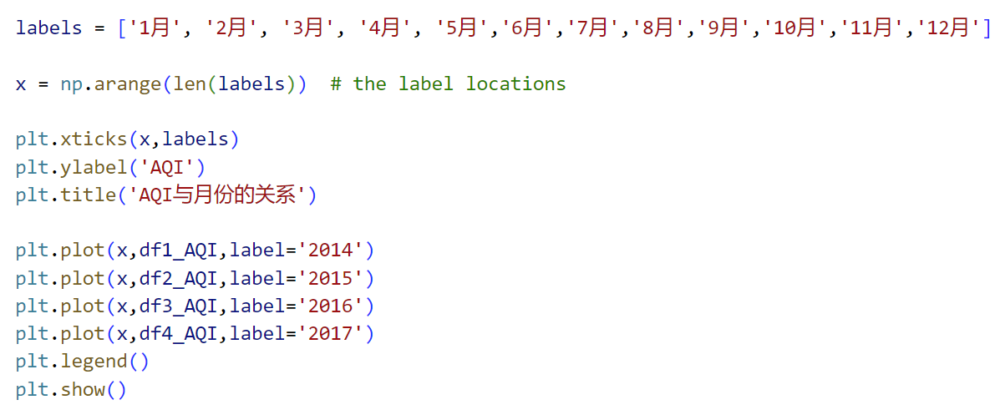 labels = ['1月', '2月', '3月', '4月', '5月','6月','7月','8月','9月','10月','11月','12月']
x = np.arange(len(labels))  # the label locations
plt.xticks(x,labels)
plt.ylabel('AQI')
plt.title('AQI与月份的关系')
plt.plot(x,df1_AQI,label='2014')
plt.plot(x,df2_AQI,label='2015')
plt.plot(x,df3_AQI,label='2016')
plt.plot(x,df4_AQI,label='2017')
plt.legend()
plt.show()